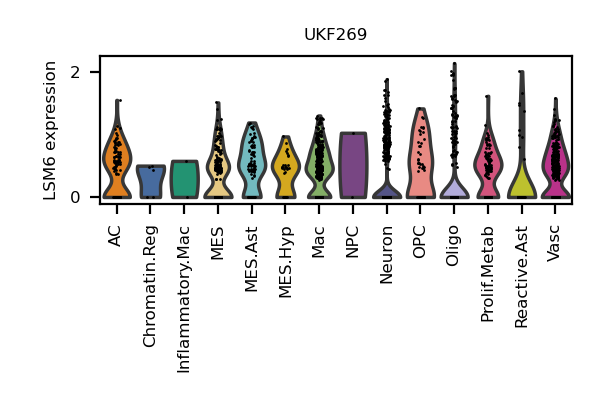 UKF269
LSM6 expression
2
0
AC
Chromatin.Reg
Inflammatory.Mac
MES
MES.Ast
MES.Hyp
Mac
NPC
Neuron
OPC
Oligo
Prolif.Metab
Reactive.Ast
Vasc